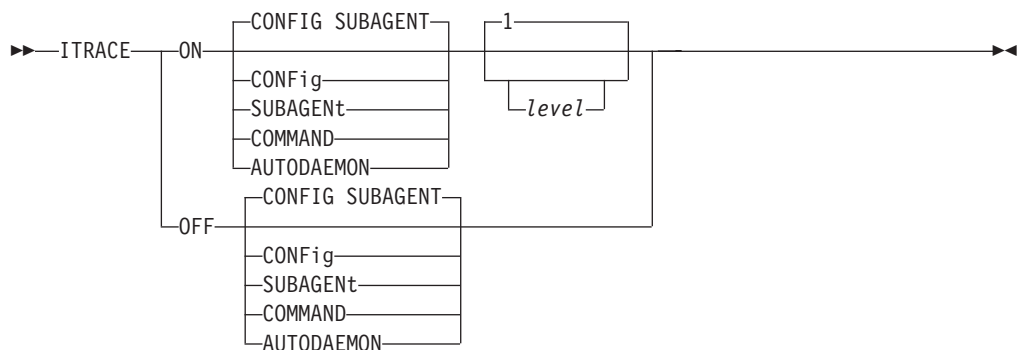 CONFIG SUBAGENT 1
ITRACE ON
CONFig
level
SUBAGENt
COMMAND
AUTODAEMON
CONFIG SUBAGENT
OFF
CONFig
SUBAGENt
COMMAND
AUTODAEMON